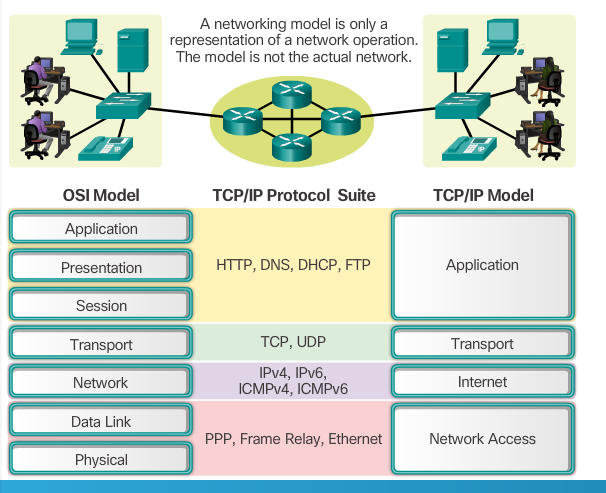 A networking model is only a
representation of a network operation.
The model is not the actual network.
OSI Model
TCP/IP Protocol Suite
TCP/IP Model
Application
Presentation
Session
HTTP, DNS, DHCP, FTP
Application
Transport
TCP, UDP
Transport
Network
IPv4, IPv6,
ICMPv4, ICMPv6
Internet
Data Link
Physical
PPP, Frame Relay, Ethernet
Network Access